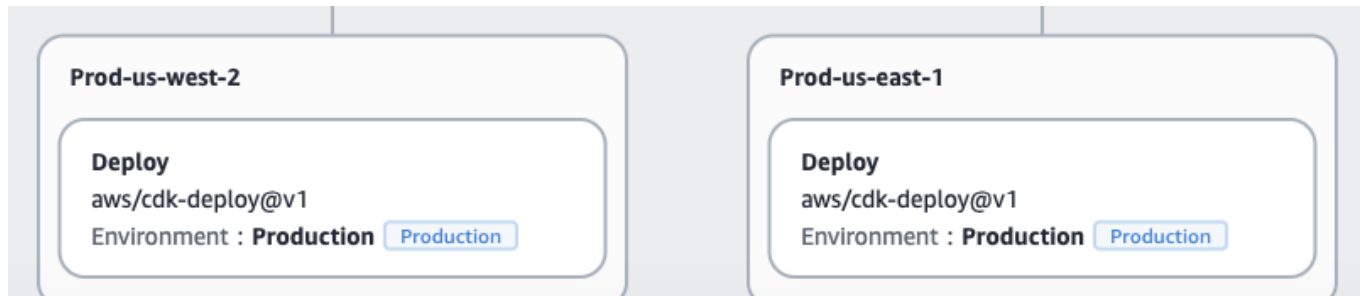 Prod-us-west-2
Deploy
aws/cdk-deploy@v1
Environment : Production Production
Prod-us-east-1
Deploy
aws/cdk-deploy@v1
Environment : Production Production